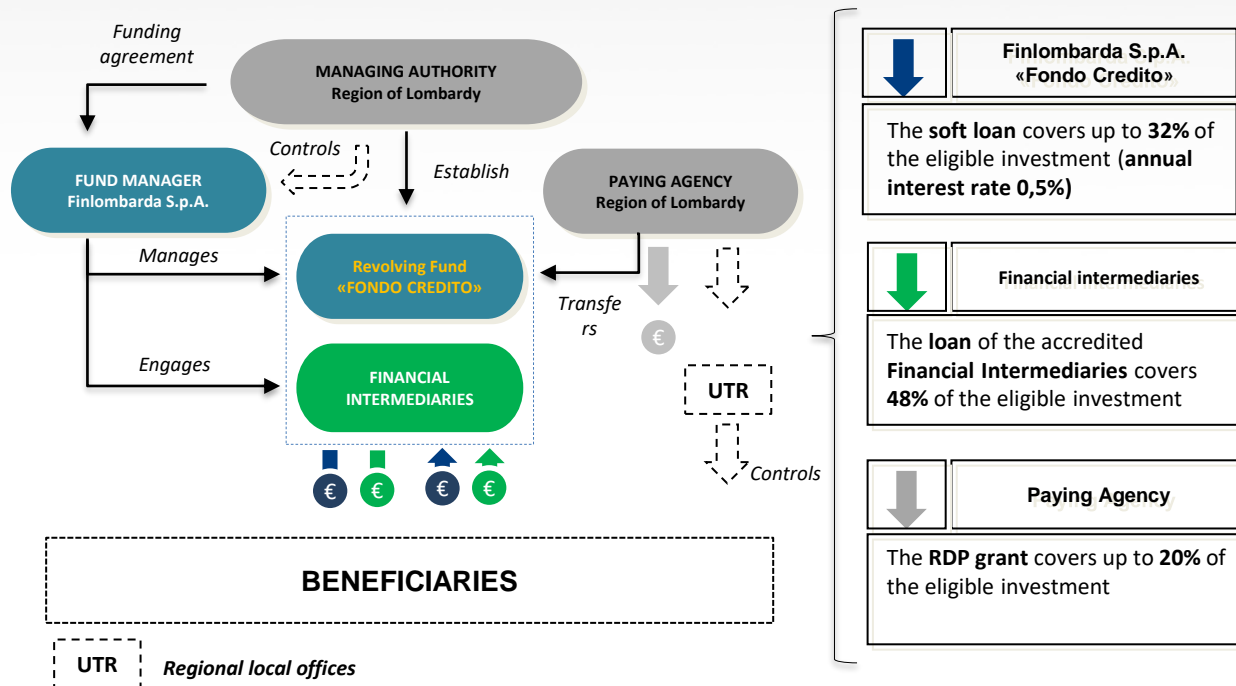 Funding
agreement
MANAGING AUTHORITY
Region of Lombardy
Controls
Establish
FUND MANAGER
Finlombarda S.p.A.
PAYING AGENCY
Region of Lombardy
Manages
Revolving Fund
«FONDO CREDITO»
Transfe
rs
€
Engages
FINANCIAL
INTERMEDIARIES
UTR
Controls
€
€
€
€
BENEFICIARIES
UTR
Regional local offices
Finlombarda S.p.A.
«Fondo Credito»
The soft loan covers up to 32% of
the eligible investment (annual
interest rate 0,5%)
Financial intermediaries
The loan of the accredited
Financial Intermediaries covers
48% of the eligible investment
Paying Agency
The RDP grant covers up to 20% of
the eligible investment